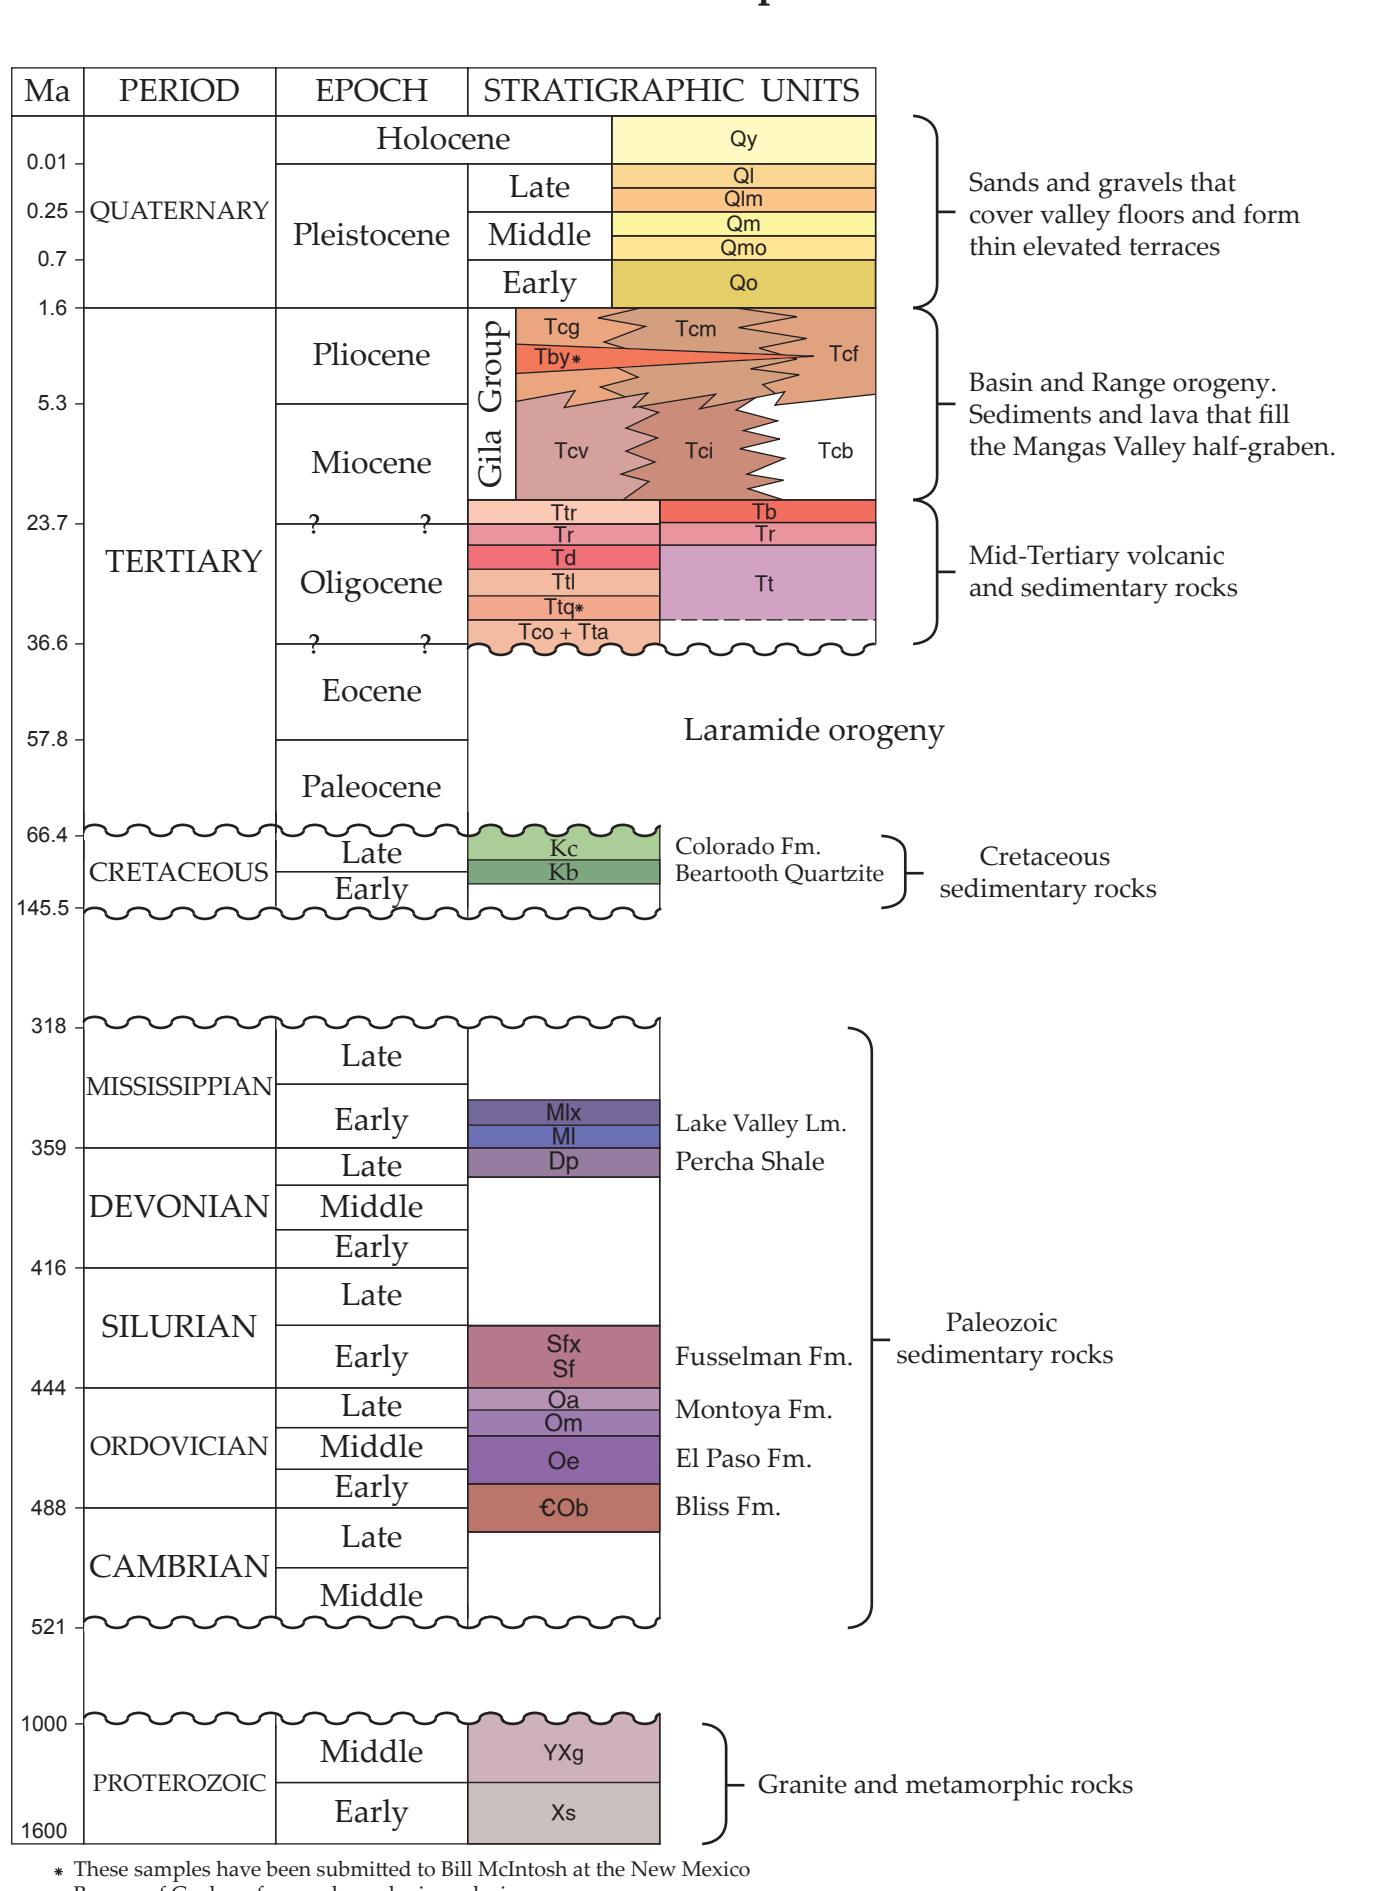 Ma PERIOD EPOCH STRATIGRAPHIC UNITS
Holocene Qy
0.01
Late Ql
Qlm
Sands and gravels that
cover valley floors and form
thin elevated terraces
0.25 QUATERNARY
Pleistocene Middle Qm
Qmo
0.7
Early Qo
1.6
Pliocene Gila Group Tcg Tcm Tcf
Tby*
5.3
Basin and Range orogeny.
Sediments and lava that fill
the Mangas Valley half-graben.
Miocene Tcv Tci Tcb
Ttr Tb
23.7 ? ?
Tr Tr
TERTIARY Oligocene Td Tt
Ttl
Ttq*
Mid-Tertiary volcanic
and sedimentary rocks
Tco + Tta
36.6 ? ?
Eocene
Laramide orogeny
57.8
Paleocene
66.4
CRETACEOUS Late Kc Colorado Fm.
Kb Beartooth Quartzite
Early
Cretaceous
sedimentary rocks
145.5
318
Late
MISSISSIPPIAN
Early Mlx
Ml
Lake Valley Lm.
359
Late Dp Percha Shale
DEVONIAN Middle
Early
416
Late
SILURIAN
Early Sfx
Sf
Fusselman Fm.
Paleozoic
sedimentary rocks
444
Late Oa
Om
Montoya Fm.
ORDOVICIAN Middle
Oe El Paso Fm.
Early
488
€Ob Bliss Fm.
Late
CAMBRIAN
Middle
521
1000
Middle YXg
PROTEROZOIC Granite and metamorphic rocks
Early Xs
1600
* These samples have been submitted to Bill McIntosh at the New Mexico